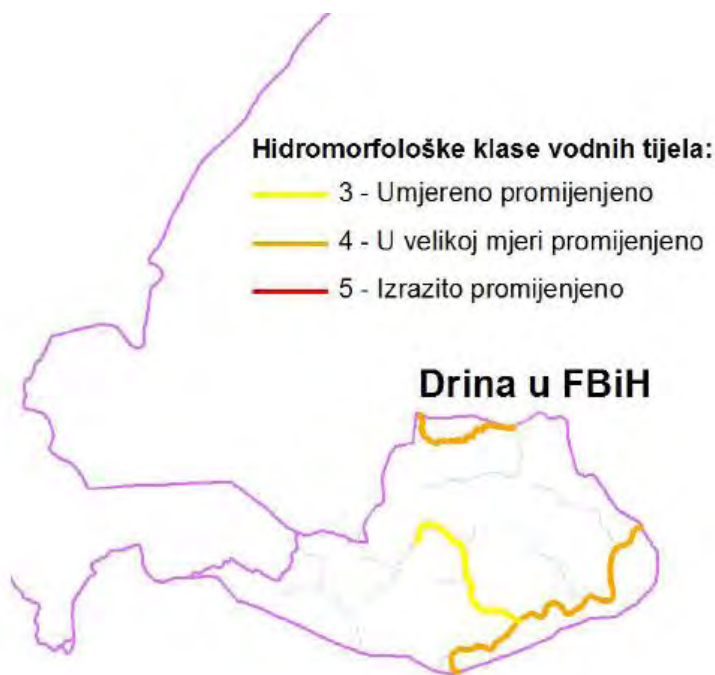 Hidromorfološke klase vodnih tijela:
3 - Umjereno promijenjeno
4 - U velikoj mjeri promijenjeno
5 - Izrazito promijenjeno
Drina u FBiH